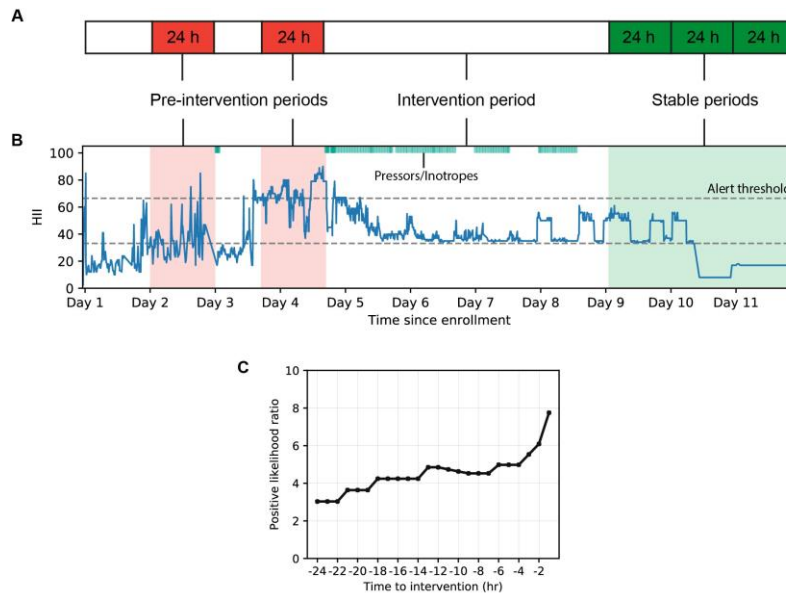 A
24 h 24 h 24 h 24 h 24 h
Pre-intervention periods Intervention period Stable periods
B
100
80
60
40
20
0
HII
Pressors/Inotropes
Alert threshold
Day 1 Day 2 Day 3 Day 4 Day 5 Day 6 Day 7 Day 8 Day 9 Day 10 Day 11
Time since enrollment
C
10
8
6
4
2
0
Positive likelihood ratio
-24 -22 -20 -18 -16 -14 -12 -10 -8 -6 -4 -2
Time to intervention (hr)